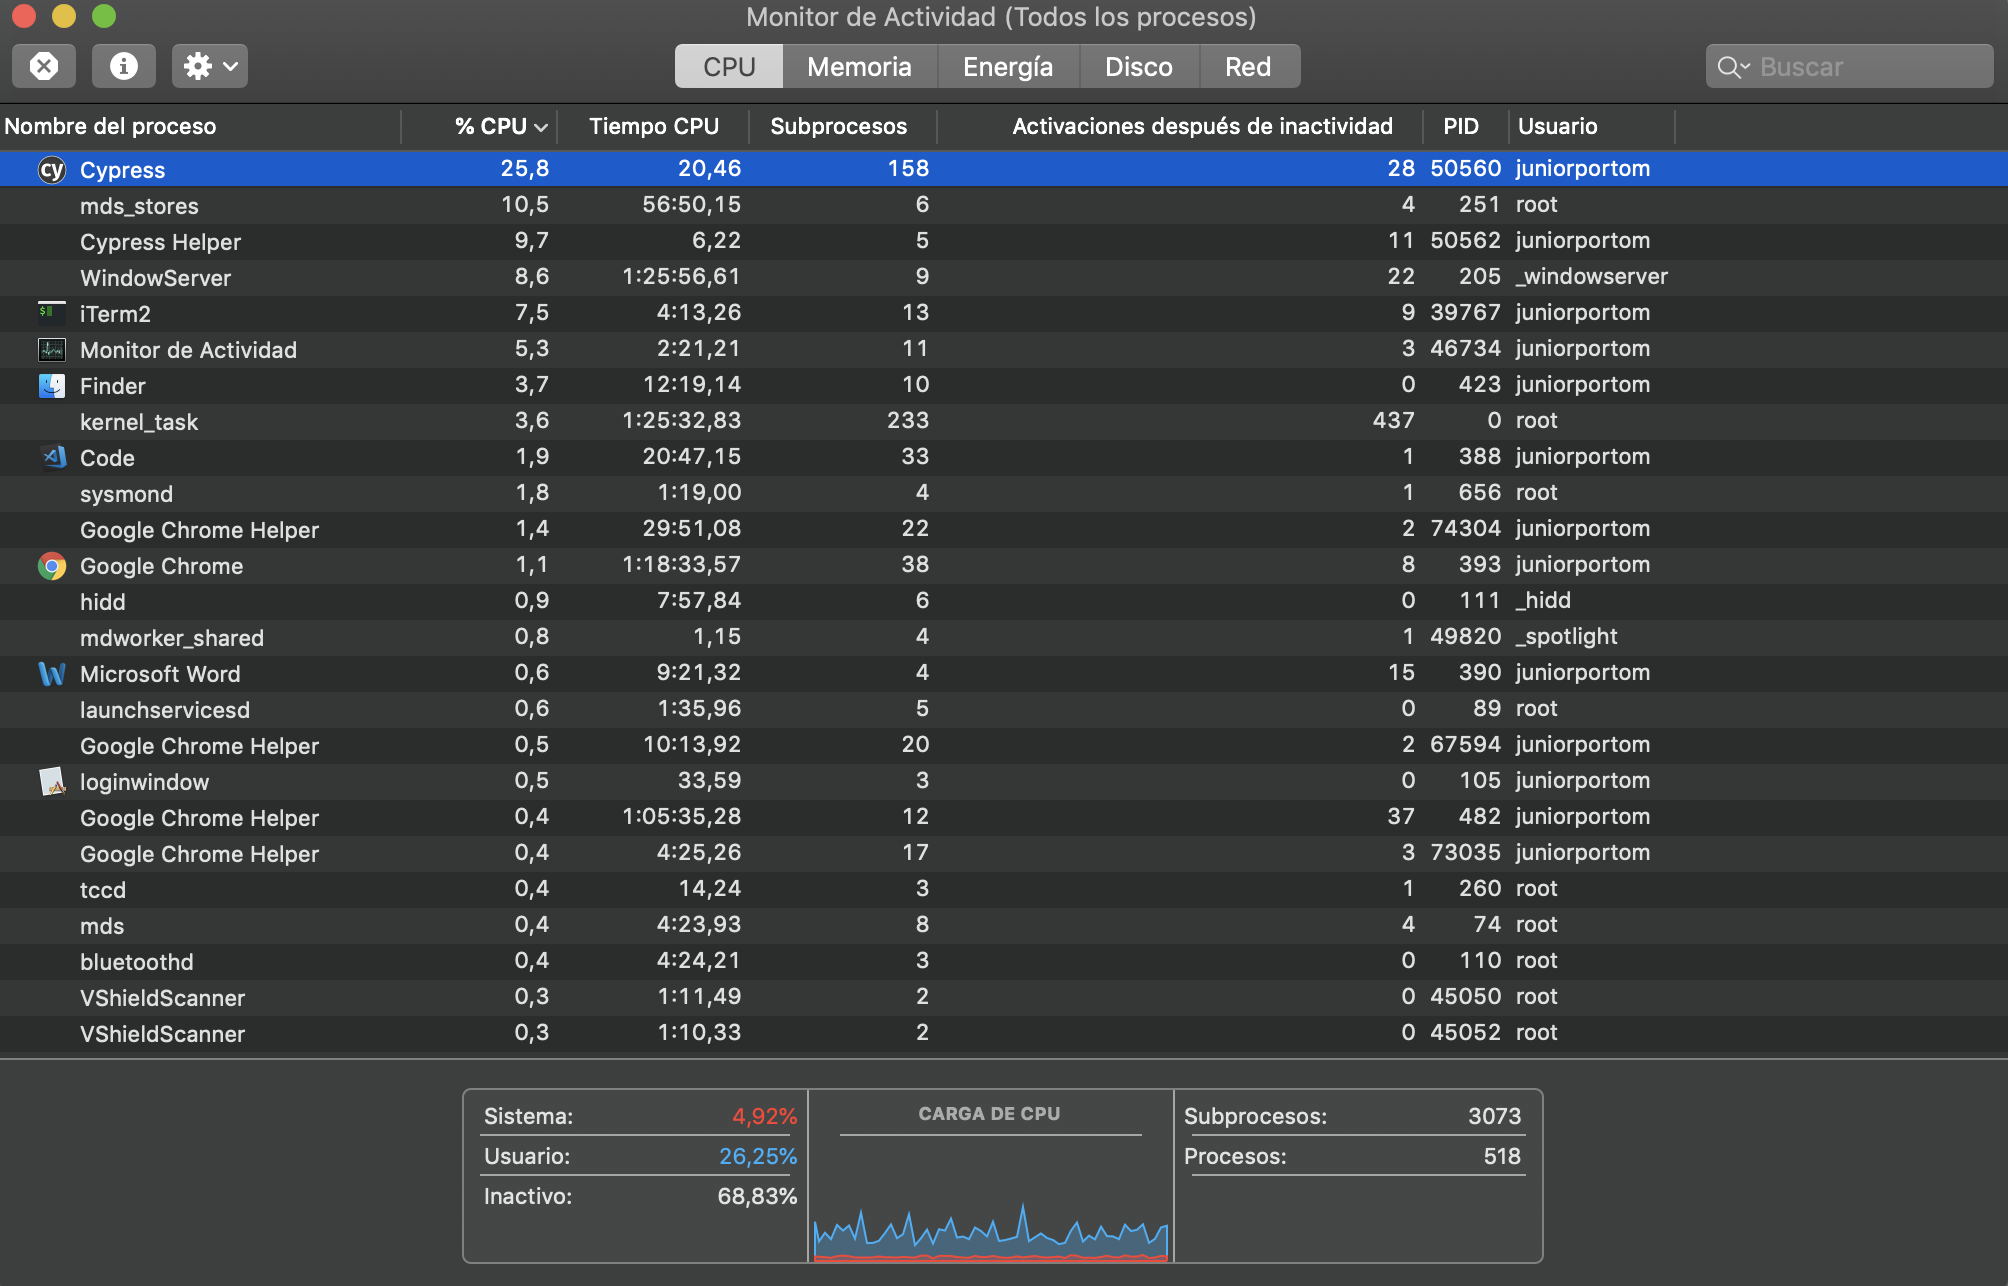 Monitor de Actividad (Todos los procesos)
CPU Memoria Energía Disco Red Buscar
Nombre del proceso % CPU Tiempo CPU Subprocesos Activaciones después de inactividad PID Usuario
cy Cypress 25,8 20,46 158 28 50560 juniorportom
mds_stores 10,5 56:50,15 6 4 251 root
Cypress Helper 9,7 6,22 5 11 50562 juniorportom
WindowServer 8,6 1:25:56,61 9 22 205 _windowserver
iTerm2 7,5 4:13,26 13 9 39767 juniorportom
Monitor de Actividad 5,3 2:21,21 11 3 46734 juniorportom
Finder 3,7 12:19,14 10 0 423 juniorportom
kernel_task 3,6 1:25:32,83 233 437 0 root
Code 1,9 20:47,15 33 1 388 juniorportom
sysmond 1,8 1:19,00 4 1 656 root
Google Chrome Helper 1,4 29:51,08 22 2 74304 juniorportom
Google Chrome 1,1 1:18:33,57 38 8 393 juniorportom
hidd 0,9 7:57,84 6 0 111 _hidd
mdworker_shared 0,8 1,15 4 1 49820 _spotlight
Microsoft Word 0,6 9:21,32 4 15 390 juniorportom
launchservicesd 0,6 1:35,96 5 0 89 root
Google Chrome Helper 0,5 10:13,92 20 2 67594 juniorportom
loginwindow 0,5 33,59 3 0 105 juniorportom
Google Chrome Helper 0,4 1:05:35,28 12 37 482 juniorportom
Google Chrome Helper 0,4 4:25,26 17 3 73035 juniorportom
tccd 0,4 14,24 3 1 260 root
mds 0,4 4:23,93 8 4 74 root
bluetoothd 0,4 4:24,21 3 0 110 root
VShieldScanner 0,3 1:11,49 2 0 45050 root
VShieldScanner 0,3 1:10,33 2 0 45052 root
Sistema: 4,92% CARGA DE CPU Subprocesos: 3073
Usuario: 26,25% Procesos: 518
Inactivo: 68,83%